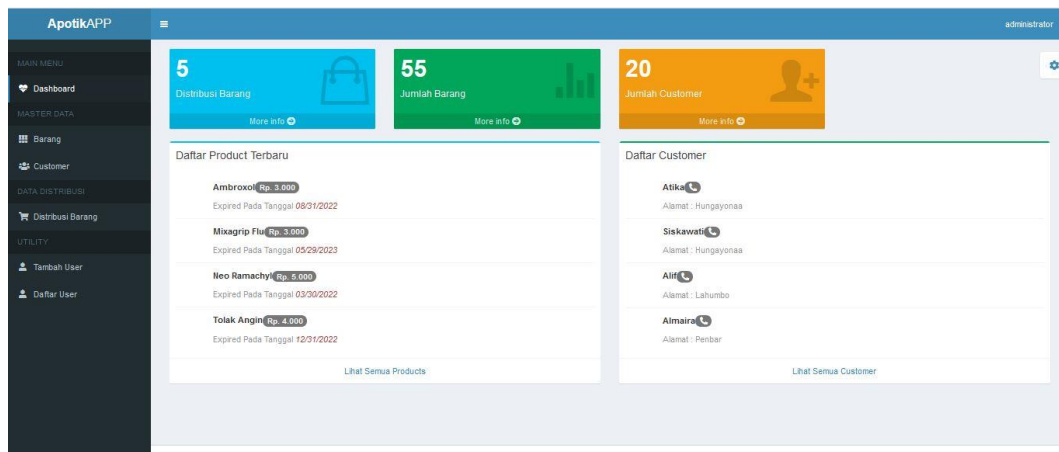 ApotikAPP
administrator
MAIN MENU
Dashboard
MASTER DATA
Barang
Customer
DATA DISTRIBUSI
Distribusi Barang
UTILITY
Tambah User
Daftar User
5
Distribusi Barang
More info
55
Jumlah Barang
More info
20
Jumlah Customer
More info
Daftar Product Terbaru
Ambroxol Rp. 3.000
Expired Pada Tanggal 08/31/2022
Mixagrip Flu Rp. 3.000
Expired Pada Tanggal 05/29/2023
Neo Ramachyl Rp. 5.000
Expired Pada Tanggal 03/30/2022
Tolak Angin Rp. 4.000
Expired Pada Tanggal 12/31/2022
Lihat Semua Products
Daftar Customer
Atika
Alamat : Hungayonaa
Siskawati
Alamat : Hungayonaa
Alif
Alamat : Lahumbo
Almaira
Alamat : Penbar
Lihat Semua Customer